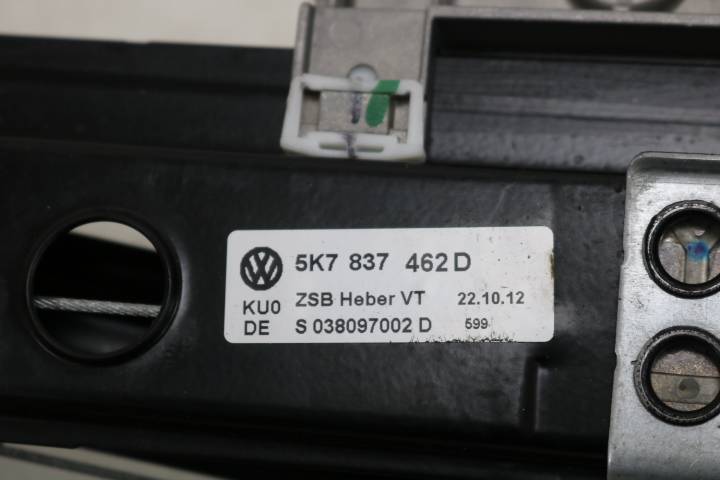 5K7 837 462 D
KU0 ZSB Heber VT 22.10.12
DE S 038097002 D 599